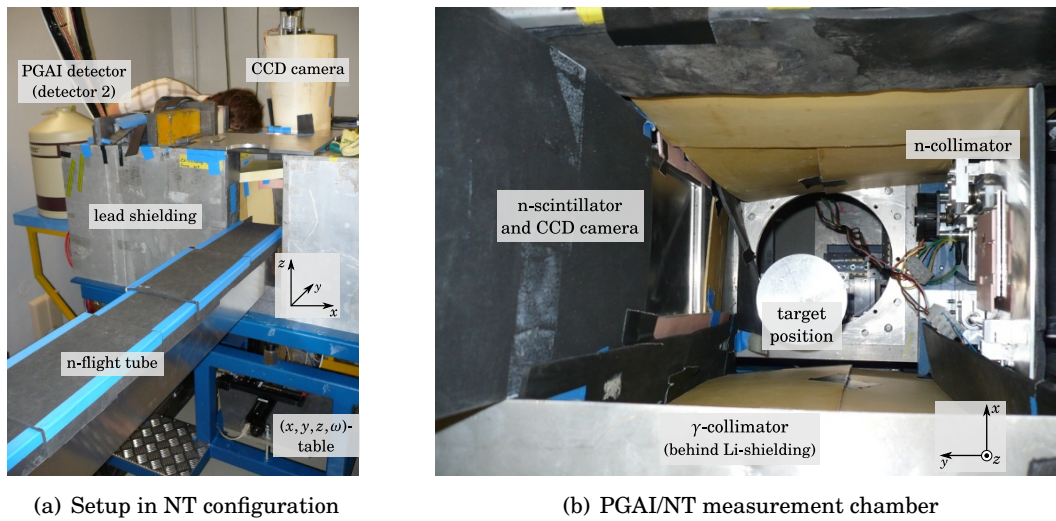 PGAI detector
(detector 2)
CCD camera
lead shielding
z
y
x
n-flight tube
(x, y, z, ω)-
table
(a) Setup in NT configuration
n-collimator
n-scintillator
and CCD camera
target
position
γ-collimator
(behind Li-shielding)
x
y
z
(b) PGAI/NT measurement chamber